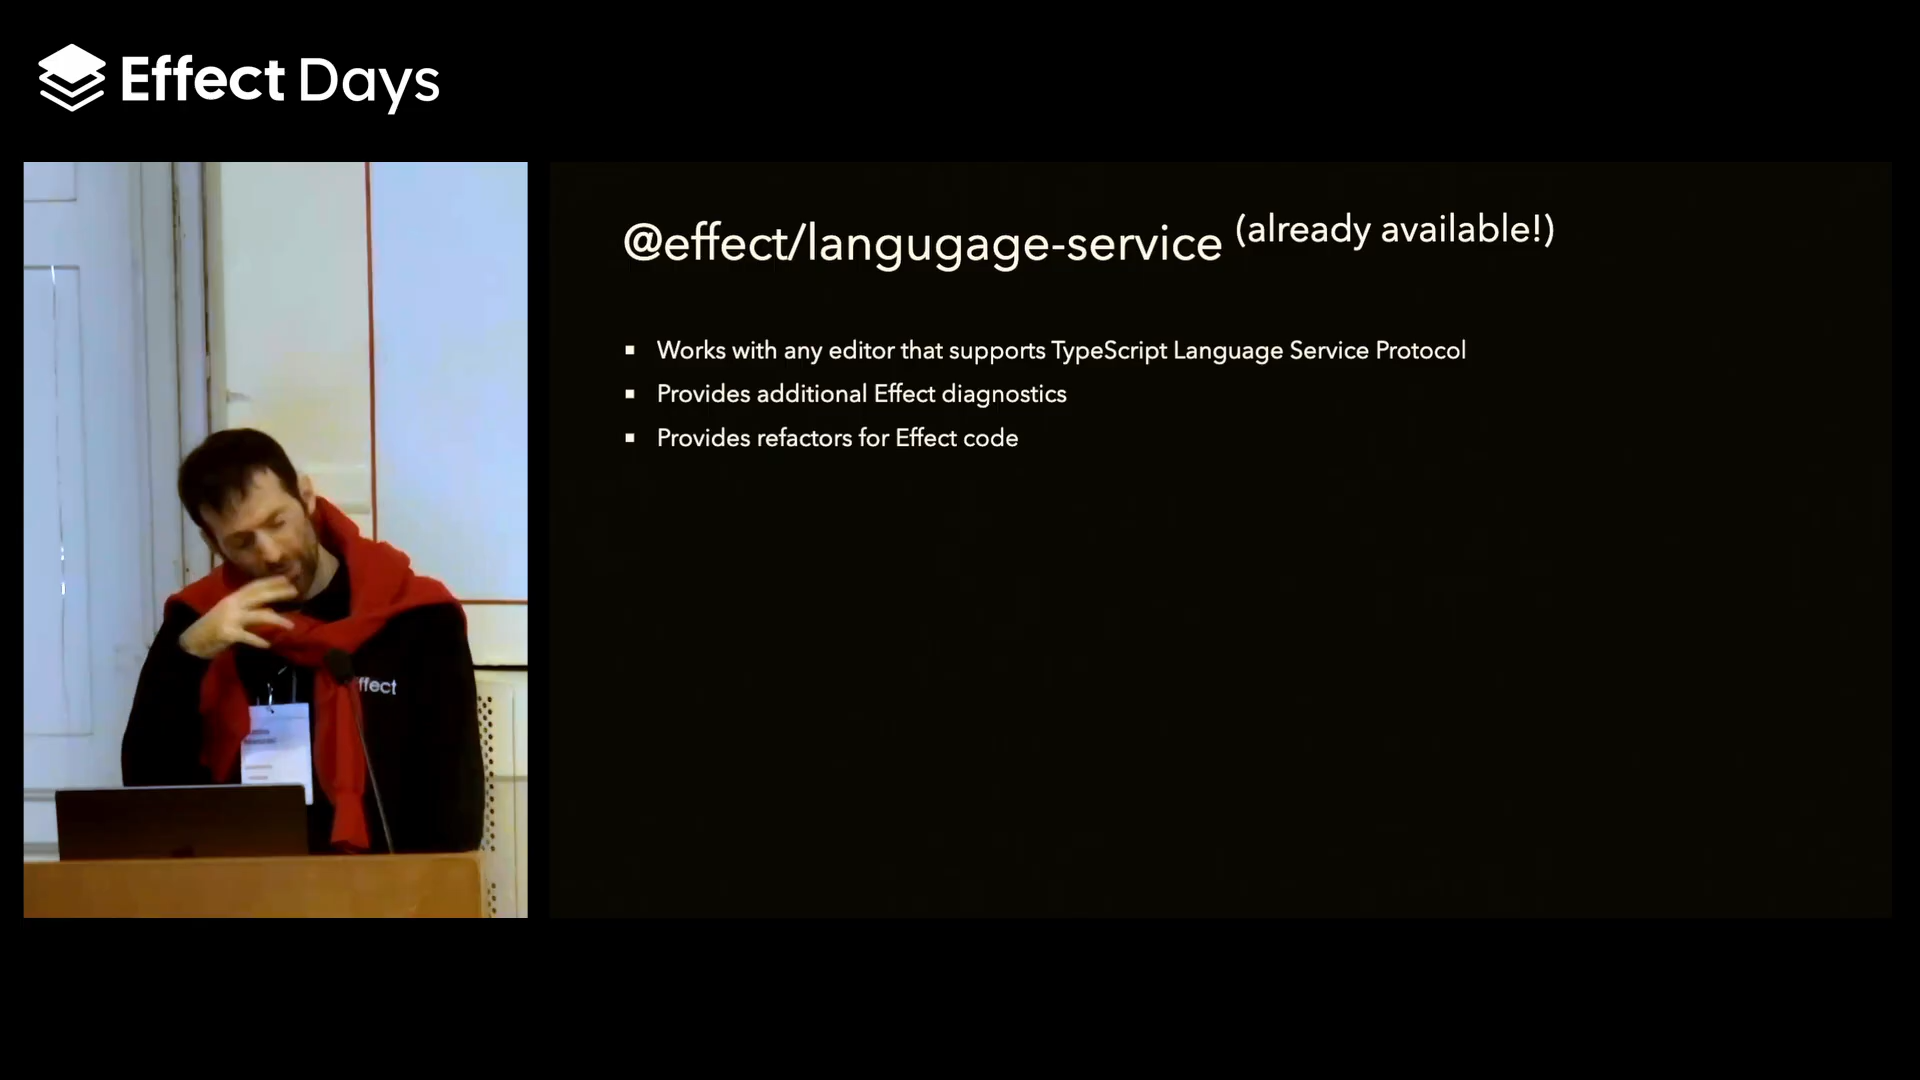 Effect Days
@effect/langugage-service (already available!)
▪ Works with any editor that supports TypeScript Language Service Protocol
▪ Provides additional Effect diagnostics
▪ Provides refactors for Effect code
ffect